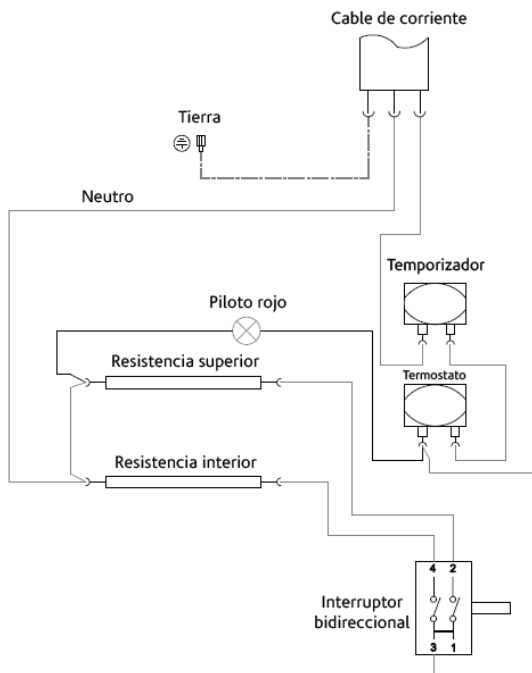 Cable de corriente
Tierra
Neutro
Temporizador
Piloto rojo
Termostato
Resistencia superior
Resistencia interior
4 2
Interruptor
bidireccional
3 1